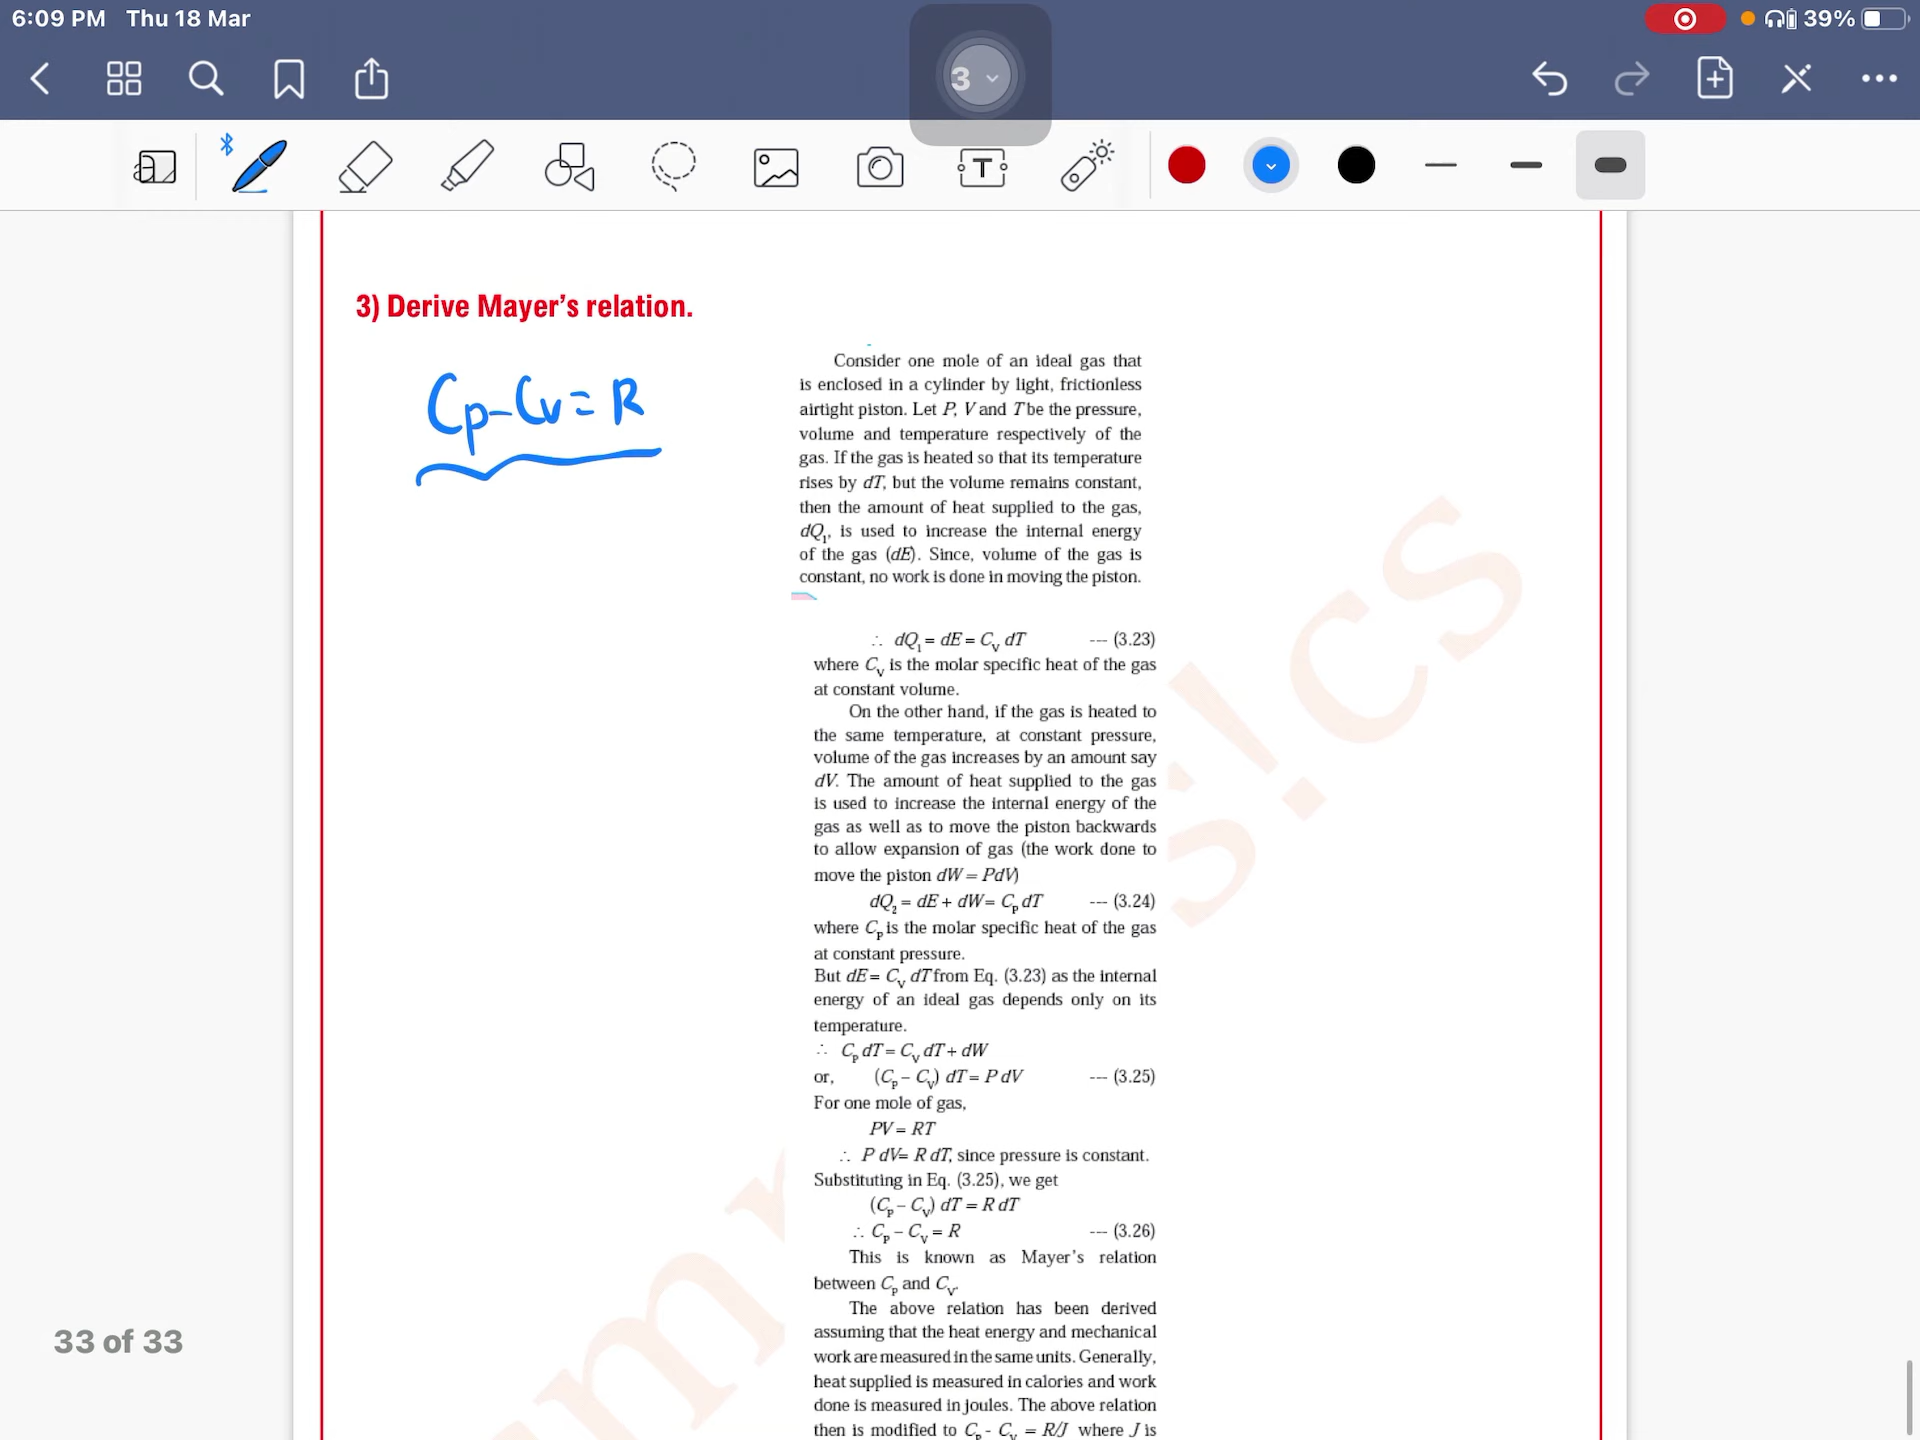 6:09 PM Thu 18 Mar
39%
3
T
3) Derive Mayer's relation.
Cp-Cv=R
Consider one mole of an ideal gas that
is enclosed in a cylinder by light, frictionless
airtight piston. Let P, V and T be the pressure,
volume and temperature respectively of the
gas. If the gas is heated so that its temperature
rises by dT, but the volume remains constant,
then the amount of heat supplied to the gas,
dQ₁, is used to increase the internal energy
of the gas (dE). Since, volume of the gas is
constant, no work is done in moving the piston.
∴ dQ₁ = dE = Cᵥ dT --- (3.23)
where Cᵥ is the molar specific heat of the gas
at constant volume.
On the other hand, if the gas is heated to
the same temperature, at constant pressure,
volume of the gas increases by an amount say
dV. The amount of heat supplied to the gas
is used to increase the internal energy of the
gas as well as to move the piston backwards
to allow expansion of gas (the work done to
move the piston dW = PdV)
dQ₂ = dE + dW= Cₚ dT --- (3.24)
where Cₚ is the molar specific heat of the gas
at constant pressure.
But dE = Cᵥ dT from Eq. (3.23) as the internal
energy of an ideal gas depends only on its
temperature.
∴ Cₚ dT = Cᵥ dT + dW
or, (Cₚ – Cᵥ) dT = P dV --- (3.25)
For one mole of gas,
PV = RT
∴ P dV= R dT, since pressure is constant.
Substituting in Eq. (3.25), we get
(Cₚ – Cᵥ) dT = R dT
∴ Cₚ – Cᵥ = R --- (3.26)
This is known as Mayer's relation
between Cₚ and Cᵥ.
The above relation has been derived
assuming that the heat energy and mechanical
work are measured in the same units. Generally,
heat supplied is measured in calories and work
done is measured in joules. The above relation
then is modified to Cₚ - Cᵥ = R/J where J is
33 of 33